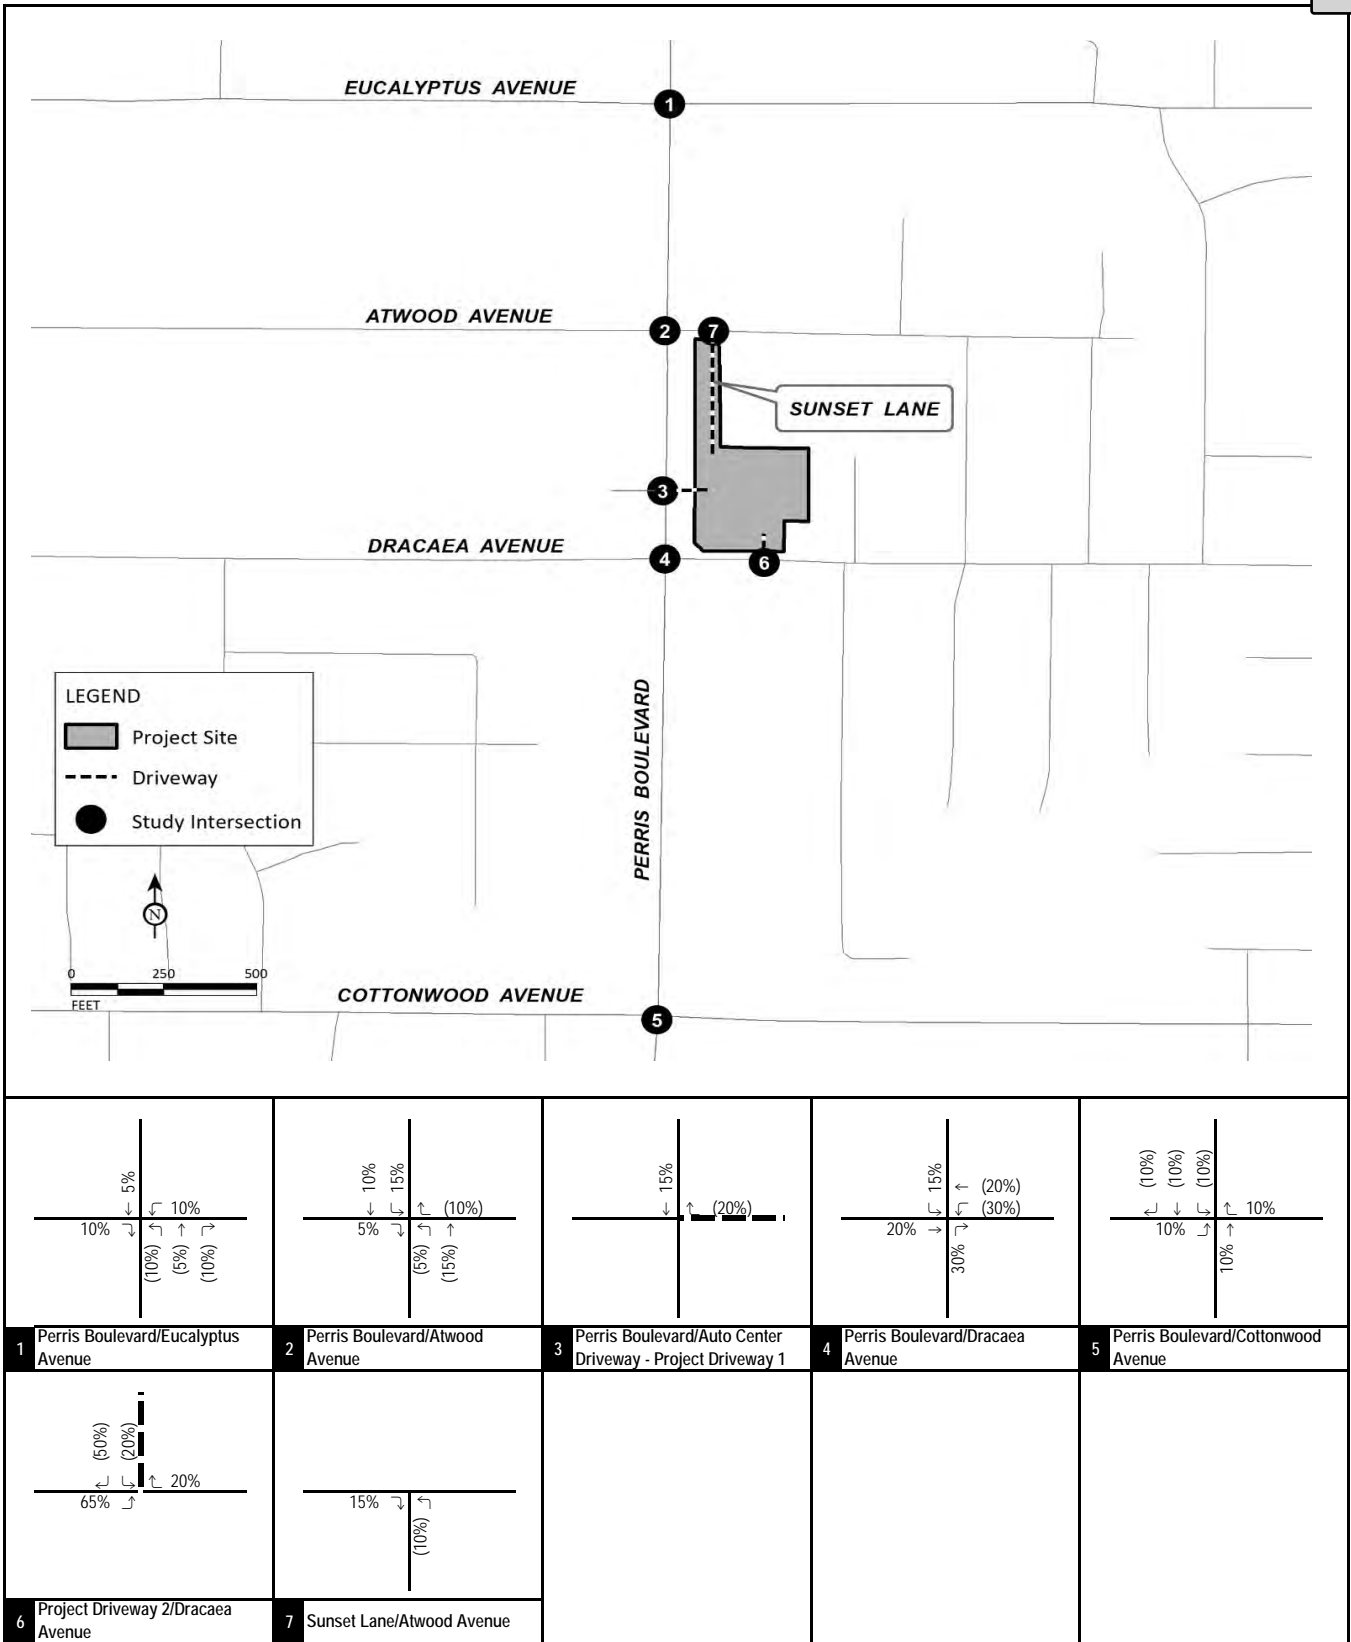 EUCALYPTUS AVENUE
1
ATWOOD AVENUE
2
7
SUNSET LANE
3
DRACAEA AVENUE
4
6
PERRIS BOULEVARD
LEGEND
Project Site
Driveway
Study Intersection
N
0 250 500
FEET
COTTONWOOD AVENUE
5
5%
10%
10%
(10%)
(5%)
(10%)
1 Perris Boulevard/Eucalyptus
Avenue
10%
15%
(10%)
5%
(5%)
(15%)
2 Perris Boulevard/Atwood
Avenue
15%
(20%)
3 Perris Boulevard/Auto Center
Driveway - Project Driveway 1
15%
(20%)
(30%)
20%
30%
4 Perris Boulevard/Dracaea
Avenue
(10%)
(10%)
(10%)
10%
10%
10%
5 Perris Boulevard/Cottonwood
Avenue
(50%)
(20%)
20%
65%
6 Project Driveway 2/Dracaea
Avenue
15%
(10%)
7 Sunset Lane/Atwood Avenue